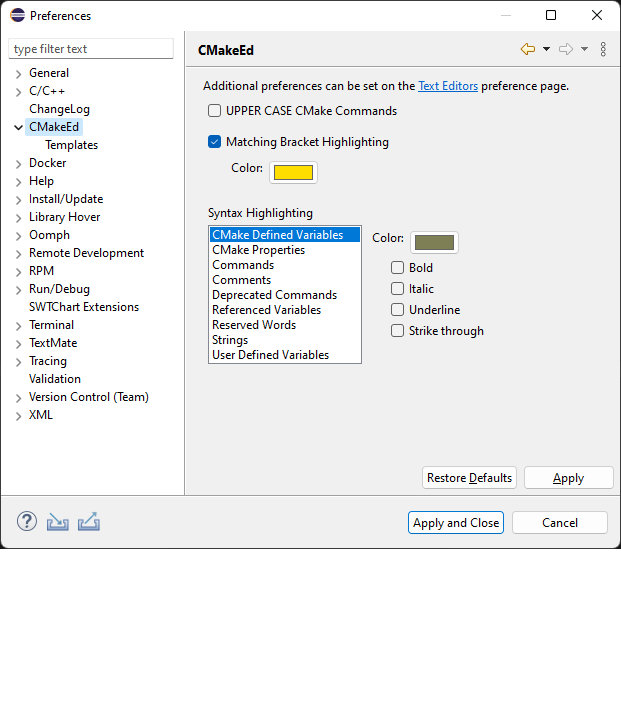 Preferences
type filter text
General
C/C++
ChangeLog
CMakeEd
Templates
Docker
Help
Install/Update
Library Hover
Oomph
Remote Development
RPM
Run/Debug
SWTChart Extensions
Terminal
TextMate
Tracing
Validation
Version Control (Team)
XML
CMakeEd
Additional preferences can be set on the Text Editors preference page.
UPPER CASE CMake Commands
Matching Bracket Highlighting
Color:
Syntax Highlighting
CMake Defined Variables
CMake Properties
Commands
Comments
Deprecated Commands
Referenced Variables
Reserved Words
Strings
User Defined Variables
Color:
Bold
Italic
Underline
Strike through
Restore Defaults
Apply
?
Apply and Close
Cancel